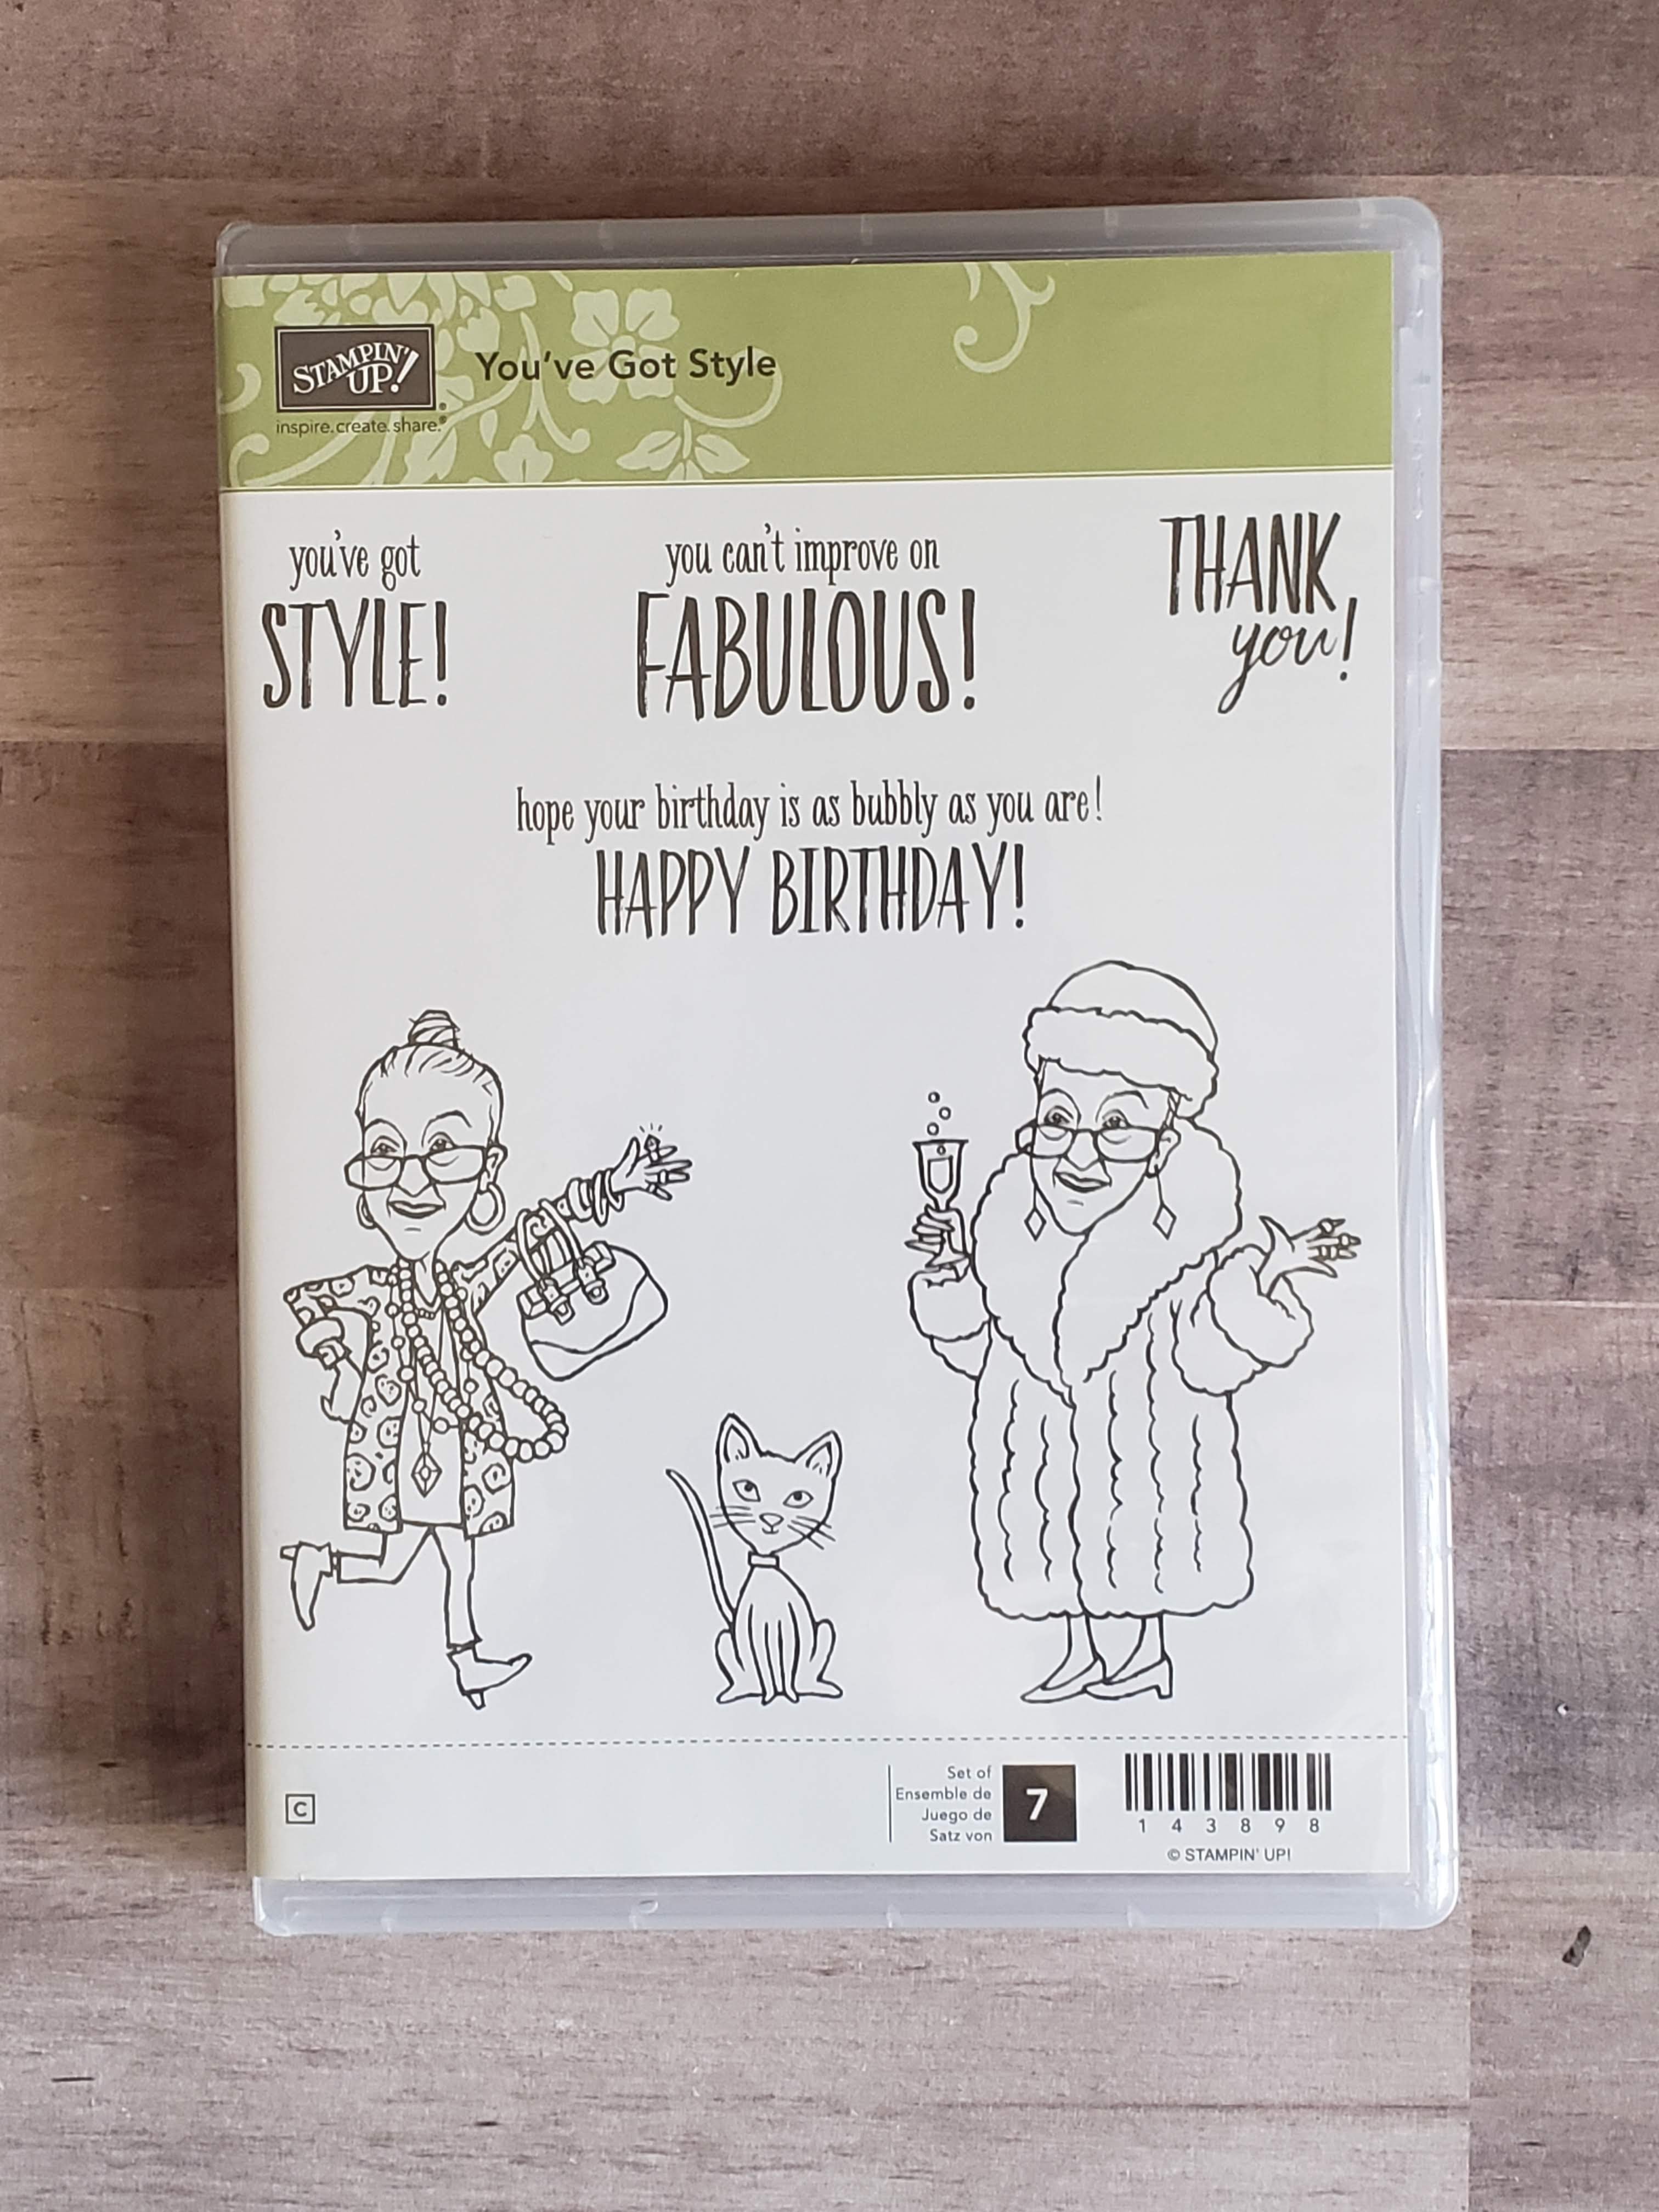 STAMPIN' UP!®
inspire.create.share.®
You've Got Style
you've got
STYLE!
you can't improve on
FABULOUS!
THANK
you!
hope your birthday is as bubbly as you are!
HAPPY BIRTHDAY!
C
Set of
Ensemble de
Juego de
Satz von
7
1 4 3 8 9 8
© STAMPIN' UP!